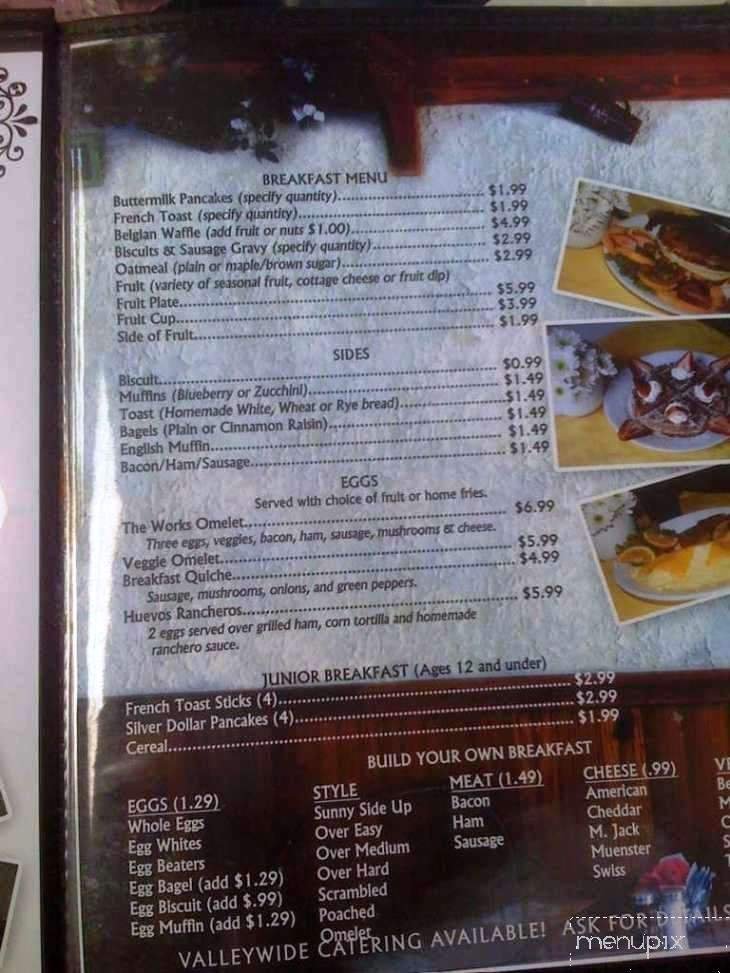 BREAKFAST MENU
Buttermilk Pancakes (specify quantity)..... $1.99
French Toast (specify quantity)..... $1.99
Belgian Waffle (add fruit or nuts $1.00)..... $4.99
Biscuits & Sausage Gravy (specify quantity)..... $2.99
Oatmeal (plain or maple/brown sugar)..... $2.99
Fruit (variety of seasonal fruit, cottage cheese or fruit dip)
Fruit Plate..... $5.99
Fruit Cup..... $3.99
Side of Fruit..... $1.99
SIDES
Biscuit..... $0.99
Muffins (Blueberry or Zucchini)..... $1.49
Toast (Homemade White, Wheat or Rye bread)..... $1.49
Bagels (Plain or Cinnamon Raisin)..... $1.49
English Muffin..... $1.49
Bacon/Ham/Sausage..... $1.49
EGGS
Served with choice of fruit or home fries.
The Works Omelet..... $6.99
Three eggs, veggies, bacon, ham, sausage, mushrooms & cheese.
Veggie Omelet..... $5.99
Breakfast Quiche..... $4.99
Sausage, mushrooms, onions, and green peppers.
Huevos Rancheros..... $5.99
2 eggs served over grilled ham, corn tortilla and homemade
ranchero sauce.
JUNIOR BREAKFAST (Ages 12 and under)
French Toast Sticks (4)..... $2.99
Silver Dollar Pancakes (4)..... $2.99
Cereal..... $1.99
BUILD YOUR OWN BREAKFAST
EGGS (1.29)
Whole Eggs
Egg Whites
Egg Beaters
Egg Bagel (add $1.29)
Egg Biscuit (add $.99)
Egg Muffin (add $1.29)
STYLE
Sunny Side Up
Over Easy
Over Medium
Over Hard
Scrambled
Poached
Omelet
MEAT (1.49)
Bacon
Ham
Sausage
CHEESE (.99)
American
Cheddar
M. Jack
Muenster
Swiss
VALLEYWIDE CATERING AVAILABLE! ASK FOR
menupix